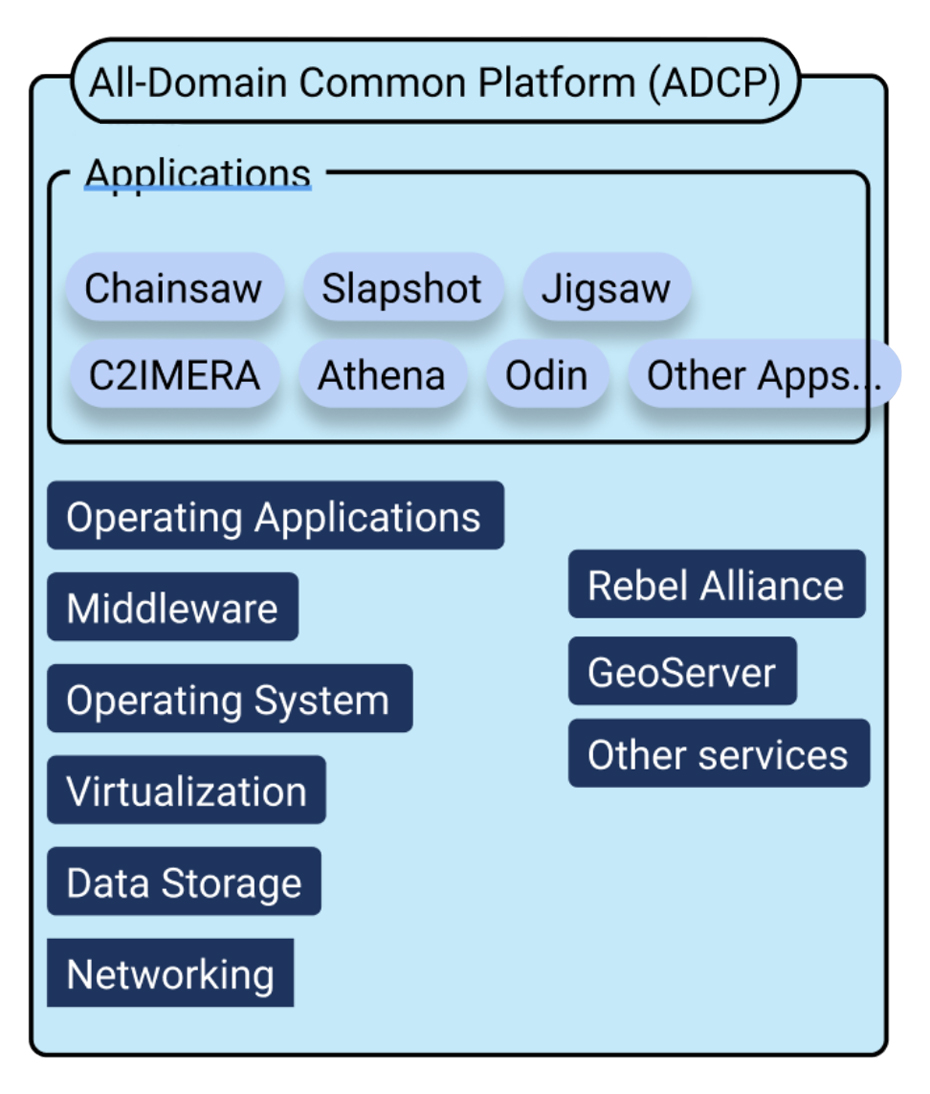 All-Domain Common Platform (ADCP)
Applications
Chainsaw Slapshot Jigsaw
C2IMERA Athena Odin Other Apps...
Operating Applications
Middleware
Operating System
Virtualization
Data Storage
Networking
Rebel Alliance
GeoServer
Other services